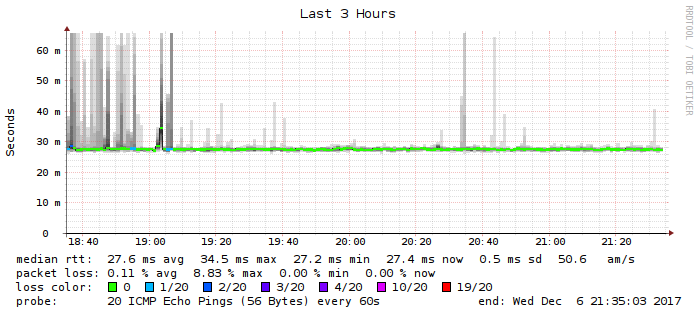 Last 3 Hours
RRDTOOL / TOBI OETIKER
Seconds
60 m
50 m
40 m
30 m
20 m
10 m
0
18:40 19:00 19:20 19:40 20:00 20:20 20:40 21:00 21:20
median rtt: 27.6 ms avg 34.5 ms max 27.2 ms min 27.4 ms now 0.5 ms sd 50.6 am/s
packet loss: 0.11 % avg 8.83 % max 0.00 % min 0.00 % now
loss color: 0 1/20 2/20 3/20 4/20 10/20 19/20
probe: 20 ICMP Echo Pings (56 Bytes) every 60s end: Wed Dec 6 21:35:03 2017